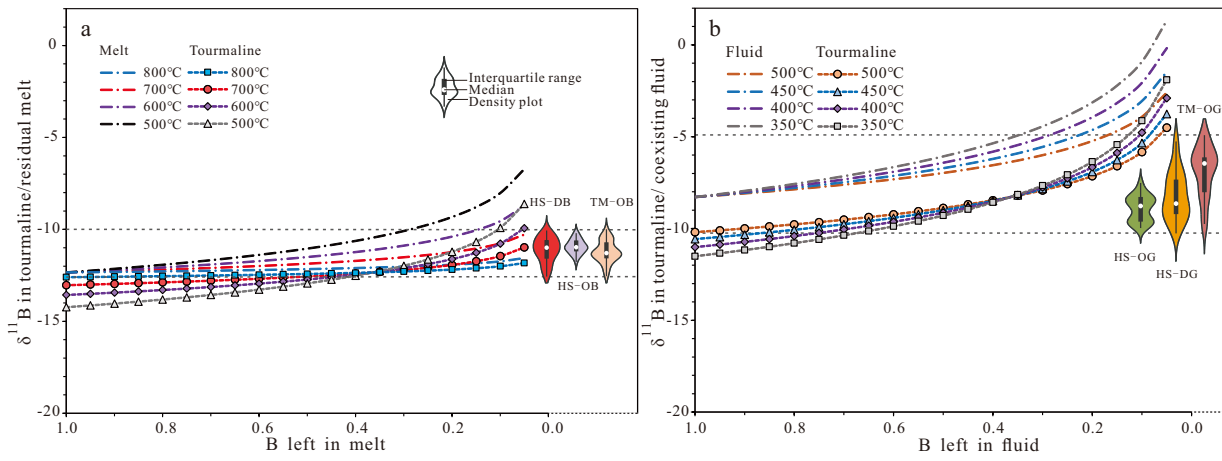 a
Melt Tourmaline
800℃ 800℃
700℃ 700℃
600℃ 600℃
500℃ 500℃
Interquartile range
Median
Density plot
HS-DB
TM-OB
HS-OB
0
-5
-10
-15
-20
1.0 0.8 0.6 0.4 0.2 0.0
B left in melt
δ¹¹B in tourmaline/residual melt
b
Fluid Tourmaline
500℃ 500℃
450℃ 450℃
400℃ 400℃
350℃ 350℃
TM-OG
HS-OG
HS-DG
0
-5
-10
-15
-20
1.0 0.8 0.6 0.4 0.2 0.0
B left in fluid
δ¹¹B in tourmaline/ coexisting fluid